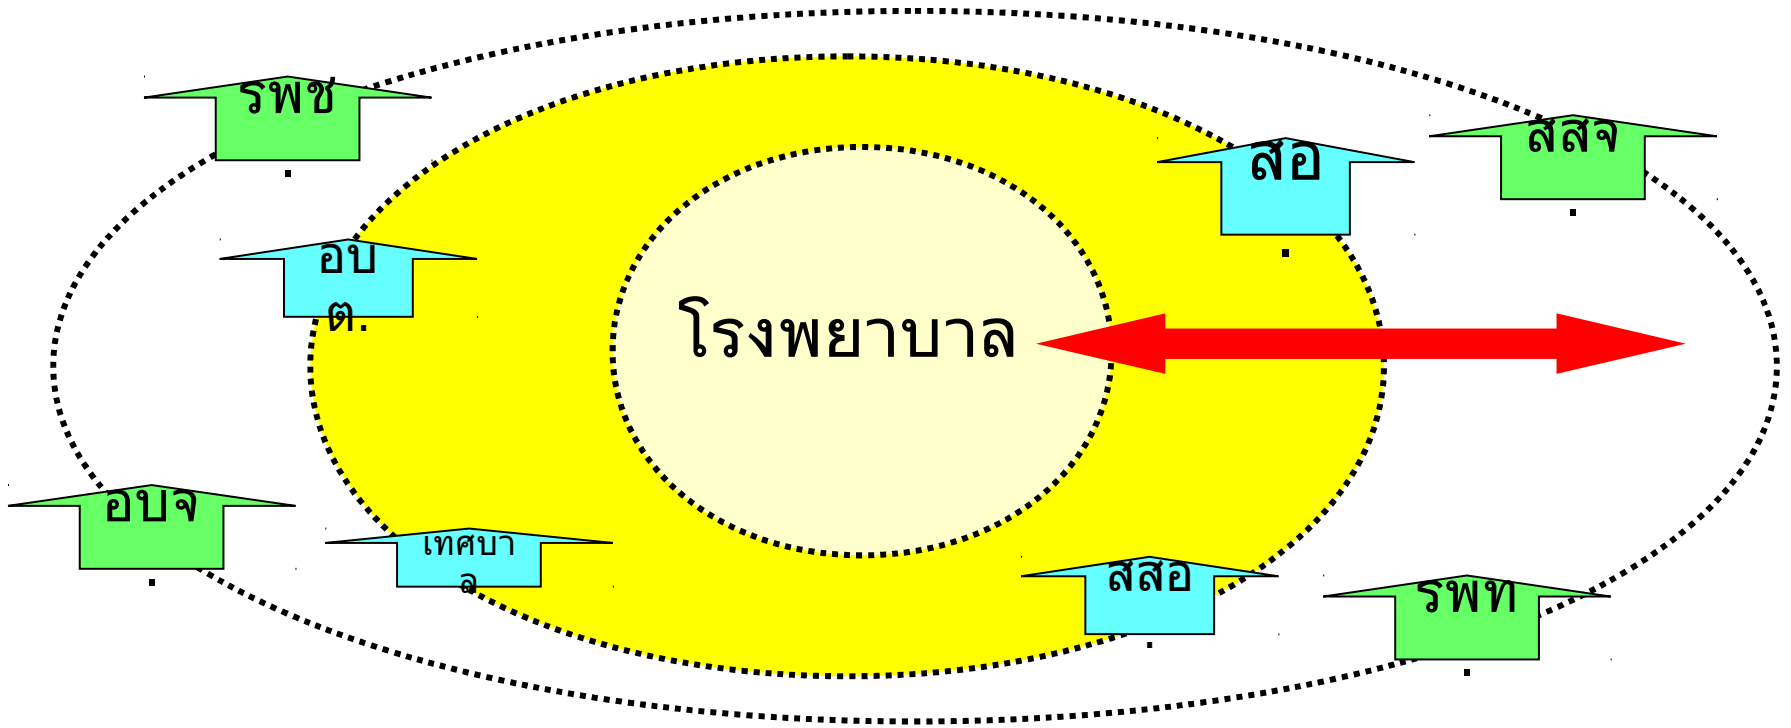 รพช
.
สสจ
.
สอ
.
อบ
ต.
โรงพยาบาล
อบจ
.
เทศบา
ล
สสอ
.
รพท
.